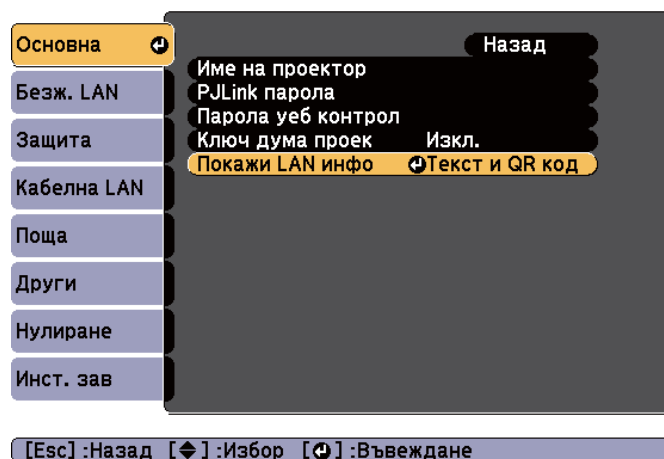 Основна
Безж. LAN
Защита
Кабелна LAN
Поща
Други
Нулиране
Инст. зав
Назад
Име на проектор
PJLink парола
Парола уеб контрол
Ключ дума проек Изкл.
Покажи LAN инфо Текст и QR код
[Esc] :Назад [◆] :Избор [⏎] :Въвеждане